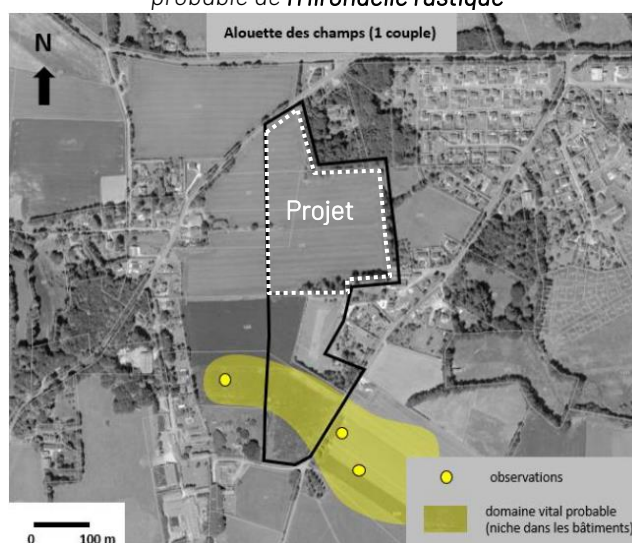 probable de l'Hirondelle rustique
Alouette des champs (1 couple)
N
Projet
observations
domaine vital probable
(niche dans les bâtiments)
0 100 m